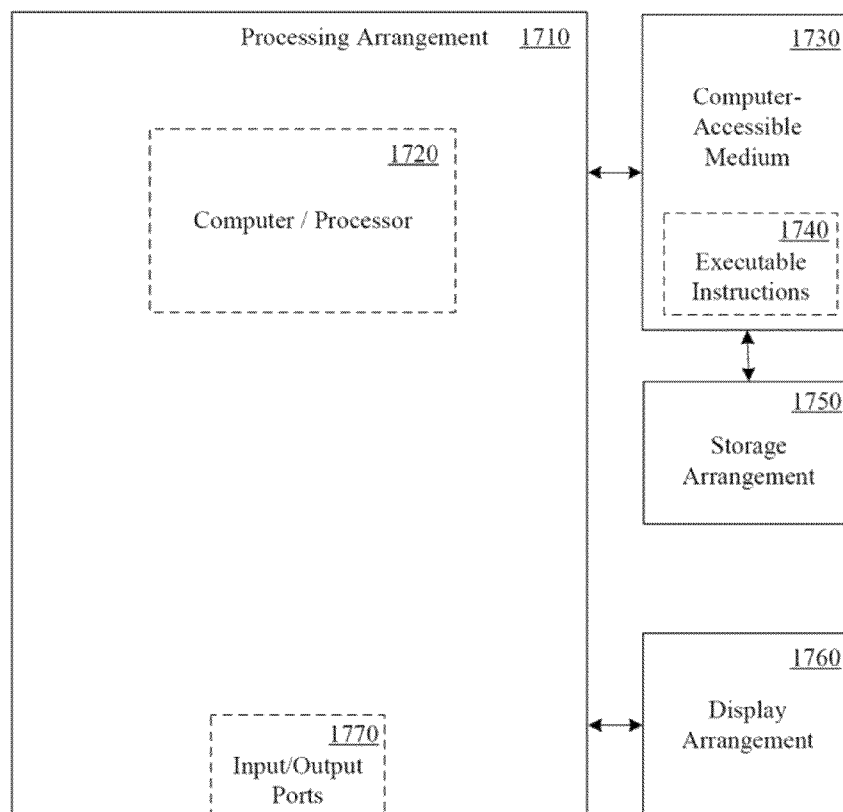 Processing Arrangement 1710
1720
Computer / Processor
1770
Input/Output
Ports
1730
Computer-
Accessible
Medium
1740
Executable
Instructions
1750
Storage
Arrangement
1760
Display
Arrangement